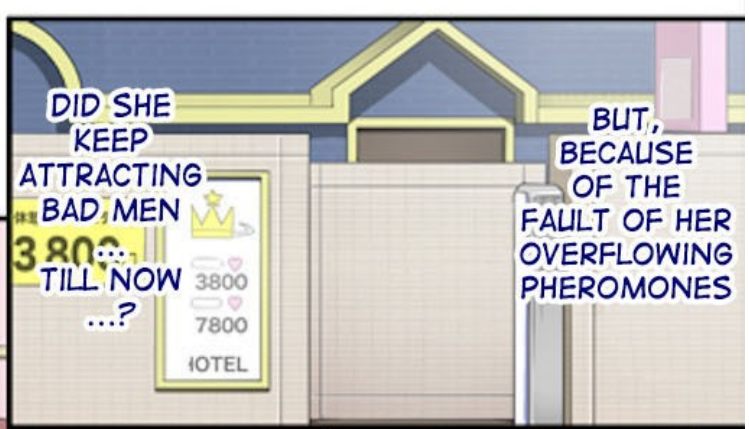 BUT,
BECAUSE
OF THE
FAULT OF HER
OVERFLOWING
PHEROMONES
DID SHE
KEEP
ATTRACTING
BAD MEN
...
TILL NOW
...?
3800
3800
7800
HOTEL